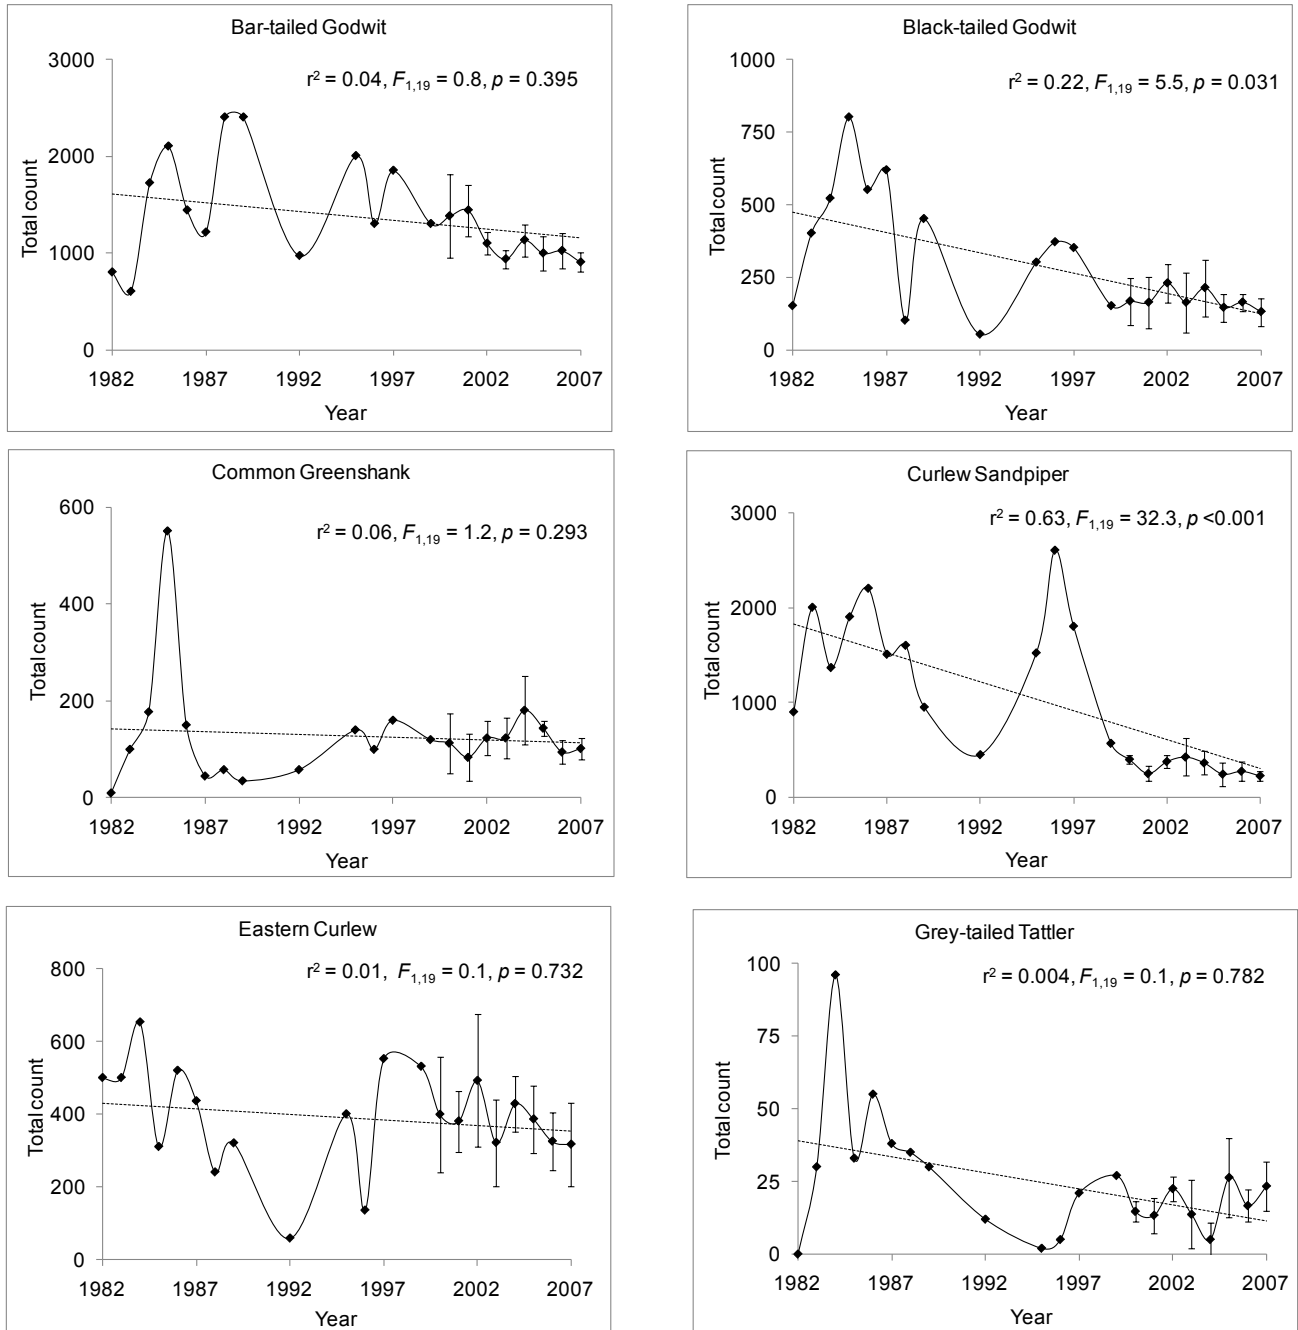 Bar-tailed Godwit
r² = 0.04, F1,19 = 0.8, p = 0.395
3000
2000
1000
0
Total count
1982 1987 1992 1997 2002 2007
Year
Black-tailed Godwit
r² = 0.22, F1,19 = 5.5, p = 0.031
1000
750
500
250
0
Total count
1982 1987 1992 1997 2002 2007
Year
Common Greenshank
r² = 0.06, F1,19 = 1.2, p = 0.293
600
400
200
0
Total count
1982 1987 1992 1997 2002 2007
Year
Curlew Sandpiper
r² = 0.63, F1,19 = 32.3, p <0.001
3000
2000
1000
0
Total count
1982 1987 1992 1997 2002 2007
Year
Eastern Curlew
r² = 0.01, F1,19 = 0.1, p = 0.732
800
600
400
200
0
Total count
1982 1987 1992 1997 2002 2007
Year
Grey-tailed Tattler
r² = 0.004, F1,19 = 0.1, p = 0.782
100
75
50
25
0
Total count
1982 1987 1992 1997 2002 2007
Year